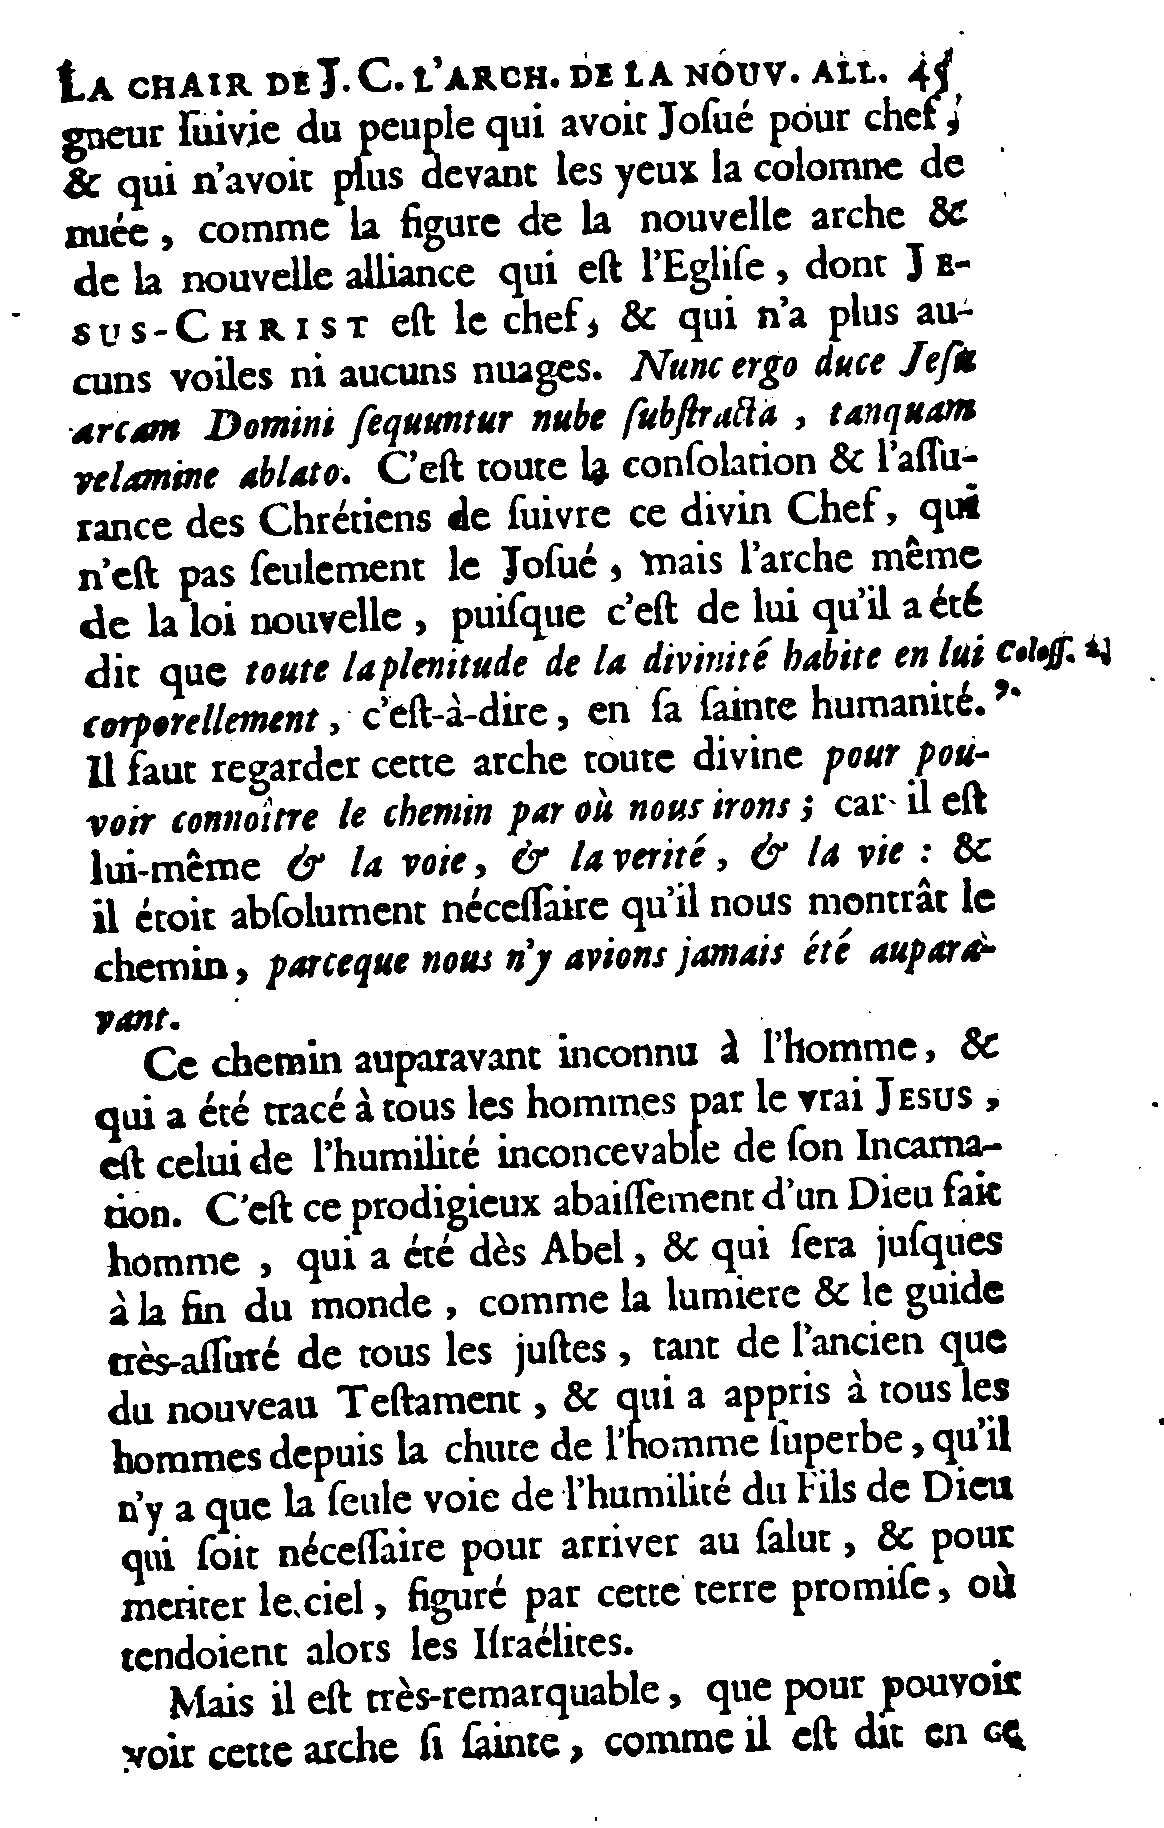 LA CHAIR DE J. C. L'ARCH. DE LA NOUV. ALL. 45
gneur ſuivie du peuple qui avoit Joſué pour chef,
& qui n'avoit plus devant les yeux la colomne de
nuée, comme la figure de la nouvelle arche &
de la nouvelle alliance qui eſt l'Egliſe, dont JE-
SUS-CHRIST eſt le chef, & qui n'a plus au-
cuns voiles ni aucuns nuages. Nunc ergo duce Jeſu
arcam Domini ſequuntur nube ſubſtracta, tanquam
velamine ablato. C'eſt toute la conſolation & l'aſſu-
rance des Chrétiens de ſuivre ce divin Chef, qui
n'eſt pas ſeulement le Joſué, mais l'arche même
de la loi nouvelle, puiſque c'eſt de lui qu'il a été
dit que toute la plenitude de la divinité habite en lui Coloſſ. 2.
corporellement, c'eſt-à-dire, en ſa ſainte humanité. 9.
Il faut regarder cette arche toute divine pour pou-
voir connoître le chemin par où nous irons; car il eſt
lui-même & la voie, & la verité, & la vie: &
il étoit abſolument néceſſaire qu'il nous montrât le
chemin, parceque nous n'y avions jamais été aupara-
vant.
Ce chemin auparavant inconnu à l'homme, &
qui a été tracé à tous les hommes par le vrai JESUS,
eſt celui de l'humilité inconcevable de ſon Incarna-
tion. C'eſt ce prodigieux abaiſſement d'un Dieu fait
homme, qui a été dès Abel, & qui ſera juſques
à la fin du monde, comme la lumiere & le guide
très-aſſuré de tous les juſtes, tant de l'ancien que
du nouveau Teſtament, & qui a appris à tous les
hommes depuis la chute de l'homme ſuperbe, qu'il
n'y a que la ſeule voie de l'humilité du Fils de Dieu
qui ſoit néceſſaire pour arriver au ſalut, & pour
meriter le ciel, figuré par cette terre promiſe, où
tendoient alors les Iſraélites.
Mais il eſt très-remarquable, que pour pouvoir
voir cette arche ſi ſainte, comme il eſt dit en ce